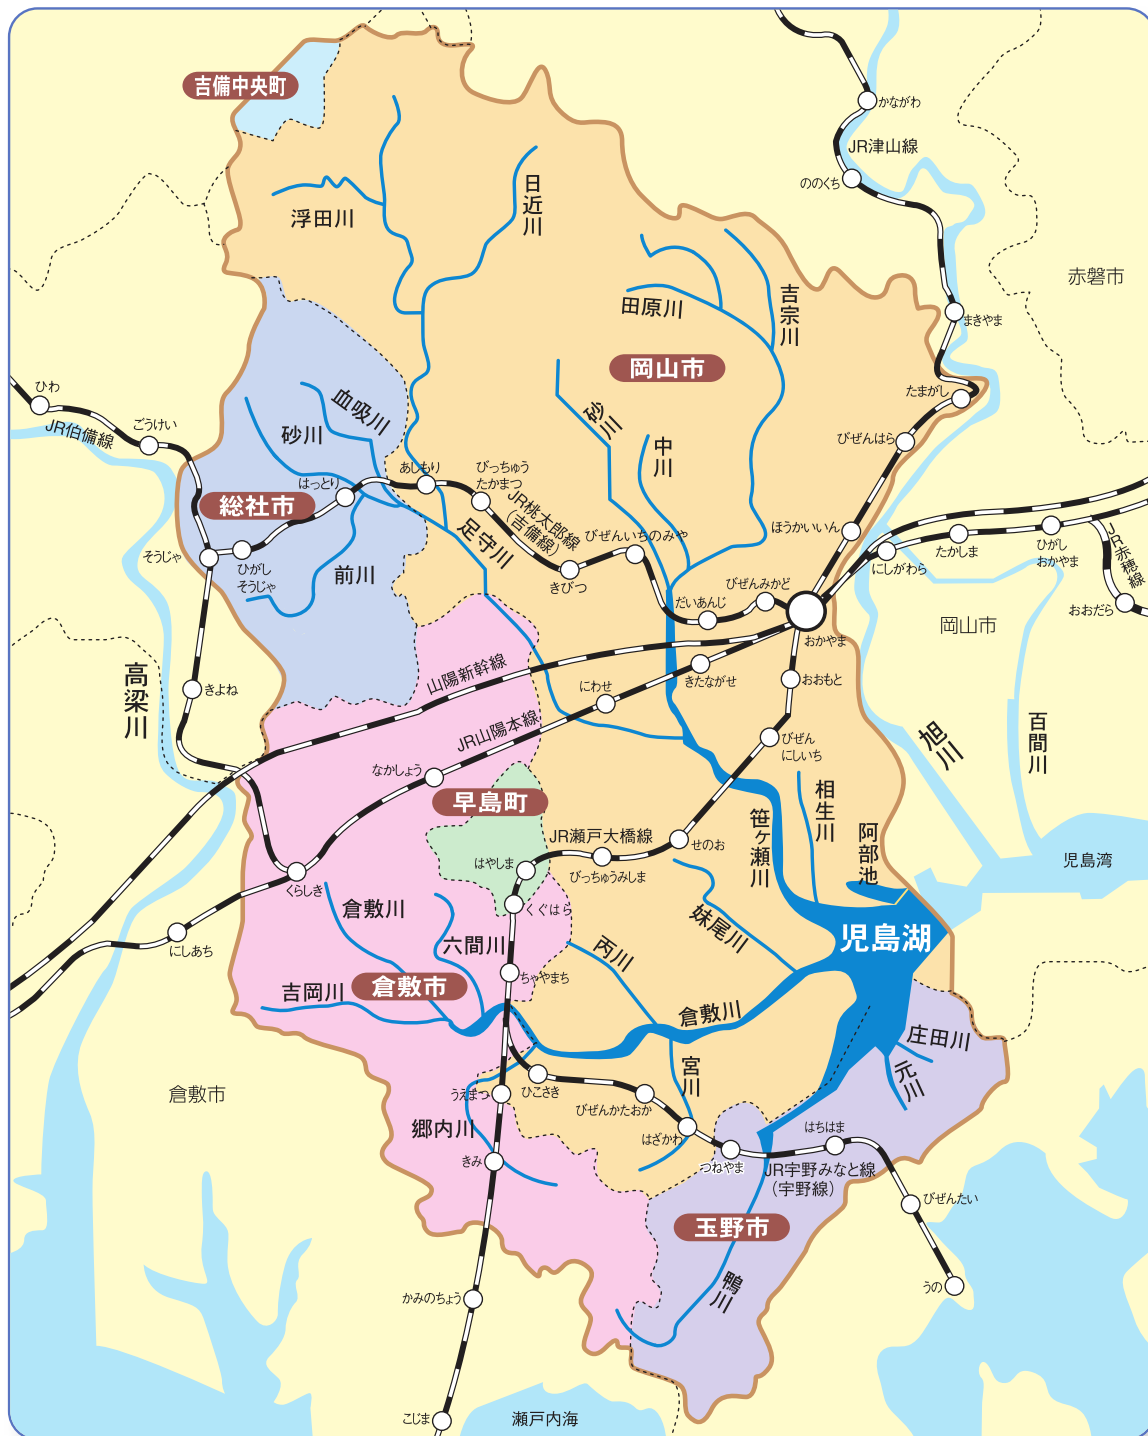 吉備中央町
かながわ
JR津山線
ののくち
日近川
浮田川
赤磐市
田原川
吉宗川
まきやま
岡山市
ひわ
たまがし
血吸川
砂川
JR伯備線
ごうけい
砂川
中川
びぜんはら
あしもり
びっちゅう
たかまつ
はっとり
総社市
JR桃太郎線
(吉備線)
足守川
びぜんいちのみや
ほうかいいん
たかしま
ひがし
おかやま
JR赤穂線
にしがわら
そうじゃ
ひがし
そうじゃ
前川
きびつ
だいあんじ
びぜんみかど
おおだら
岡山市
おかやま
高梁川
きよね
山陽新幹線
にわせ
きたながせ
おおもと
JR山陽本線
びぜん
にしいち
旭川
百間川
なかしょう
早島町
相生川
笹ヶ瀬川
阿部池
JR瀬戸大橋線
せのお
はやしま
びっちゅうみしま
児島湾
くらしき
倉敷川
くぐはら
妹尾川
にしあち
六間川
丙川
児島湖
ちゃやまち
倉敷市
吉岡川
倉敷川
庄田川
元川
宮川
倉敷市
うえまつ
ひこさき
びぜんかたおか
郷内川
はざかわ
はちはま
きみ
つねやま
JR宇野みなと線
(宇野線)
びぜんたい
玉野市
鴨川
うの
かみのちょう
こじま
瀬戸内海